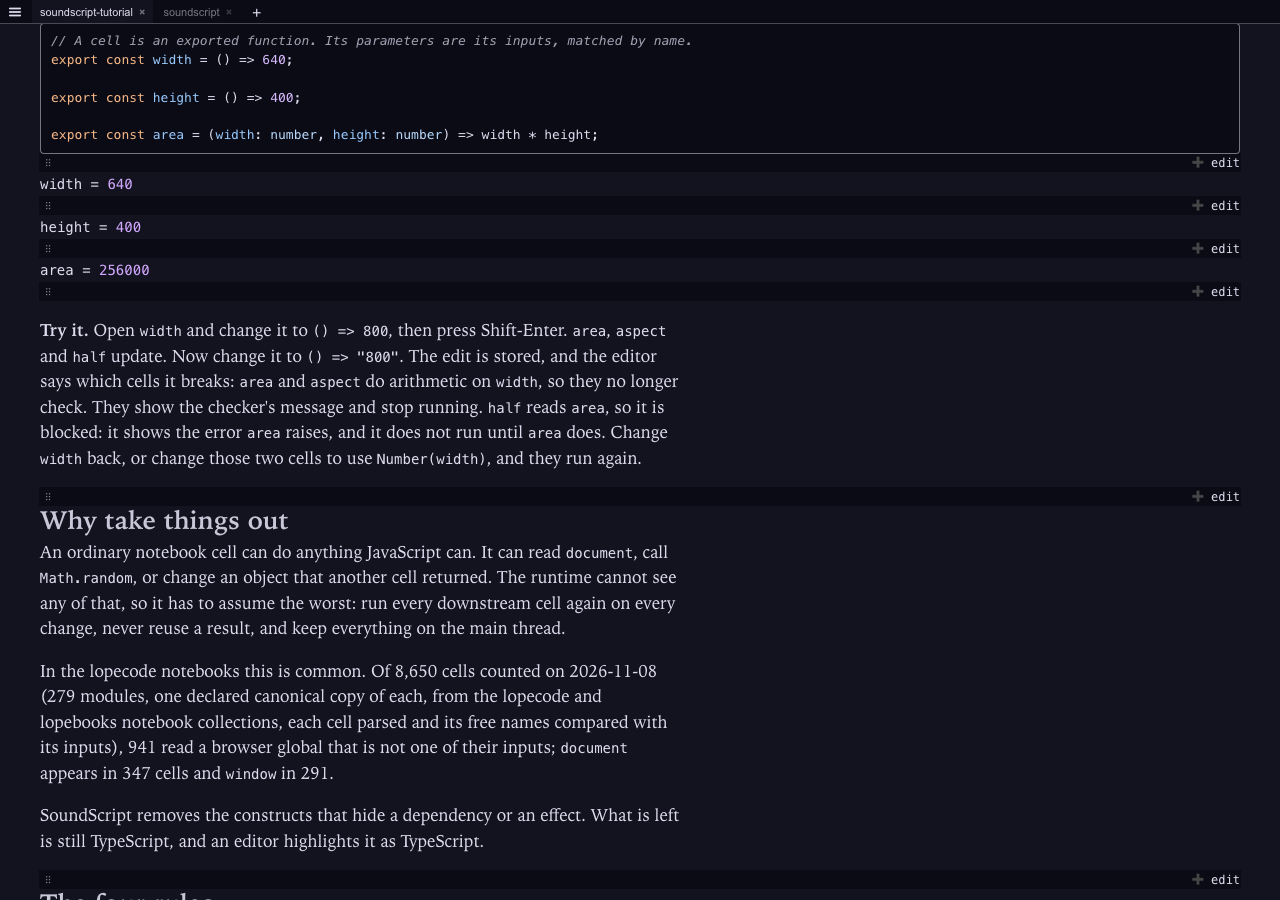 soundscript-tutorial × soundscript × +
// A cell is an exported function. Its parameters are its inputs, matched by name.
export const width = () => 640;
export const height = () => 400;
export const area = (width: number, height: number) => width * height;
+ edit
width = 640
+ edit
height = 400
+ edit
area = 256000
+ edit
Try it. Open width and change it to () => 800, then press Shift-Enter. area, aspect
and half update. Now change it to () => "800". The edit is stored, and the editor
says which cells it breaks: area and aspect do arithmetic on width, so they no longer
check. They show the checker's message and stop running. half reads area, so it is
blocked: it shows the error area raises, and it does not run until area does. Change
width back, or change those two cells to use Number(width), and they run again.
+ edit
Why take things out
An ordinary notebook cell can do anything JavaScript can. It can read document, call
Math.random, or change an object that another cell returned. The runtime cannot see
any of that, so it has to assume the worst: run every downstream cell again on every
change, never reuse a result, and keep everything on the main thread.
In the lopecode notebooks this is common. Of 8,650 cells counted on 2026-11-08
(279 modules, one declared canonical copy of each, from the lopecode and
lopebooks notebook collections, each cell parsed and its free names compared with
its inputs), 941 read a browser global that is not one of their inputs; document
appears in 347 cells and window in 291.
SoundScript removes the constructs that hide a dependency or an effect. What is left
is still TypeScript, and an editor highlights it as TypeScript.
+ edit
The four rules